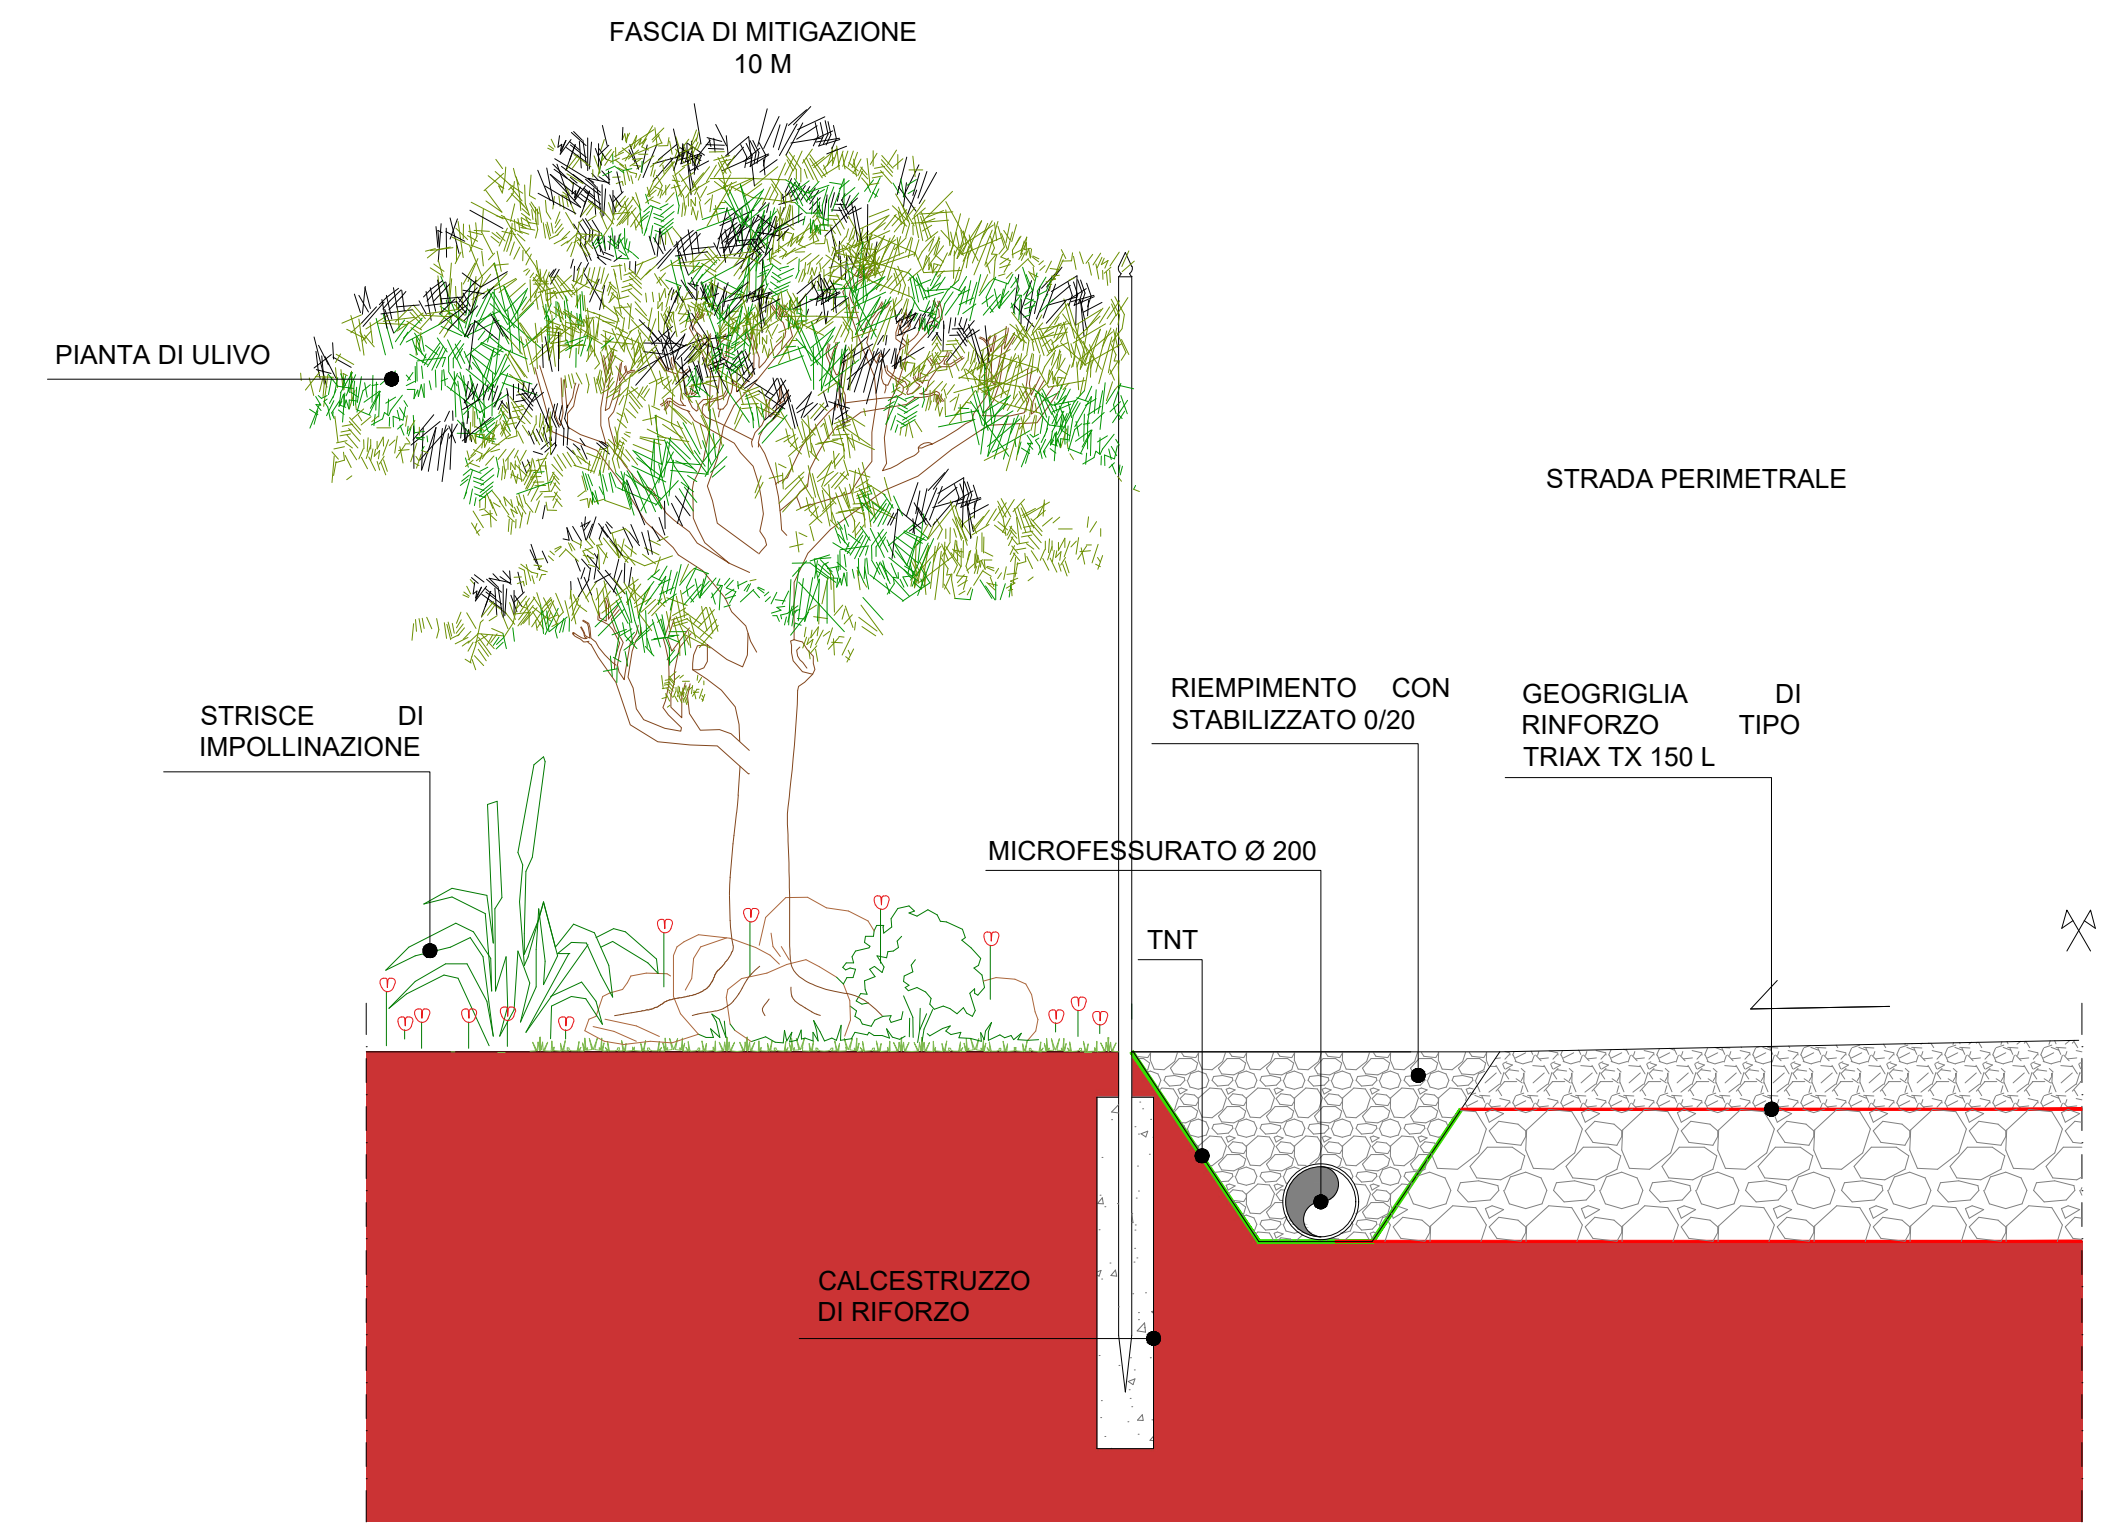 FASCIA DI MITIGAZIONE
10 M
PIANTA DI ULIVO
STRADA PERIMETRALE
STRISCE DI
IMPOLLINAZIONE
RIEMPIMENTO CON
STABILIZZATO 0/20
GEOGRIGLIA DI
RINFORZO TIPO
TRIAX TX 150 L
MICROFESSURATO Ø 200
TNT
CALCESTRUZZO
DI RIFORZO